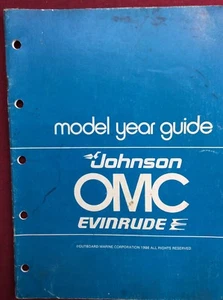 model year guide
Johnson
OMC
EVINRUDE
OUTBOARD MARINE CORPORATION 1984 ALL RIGHTS RESERVED